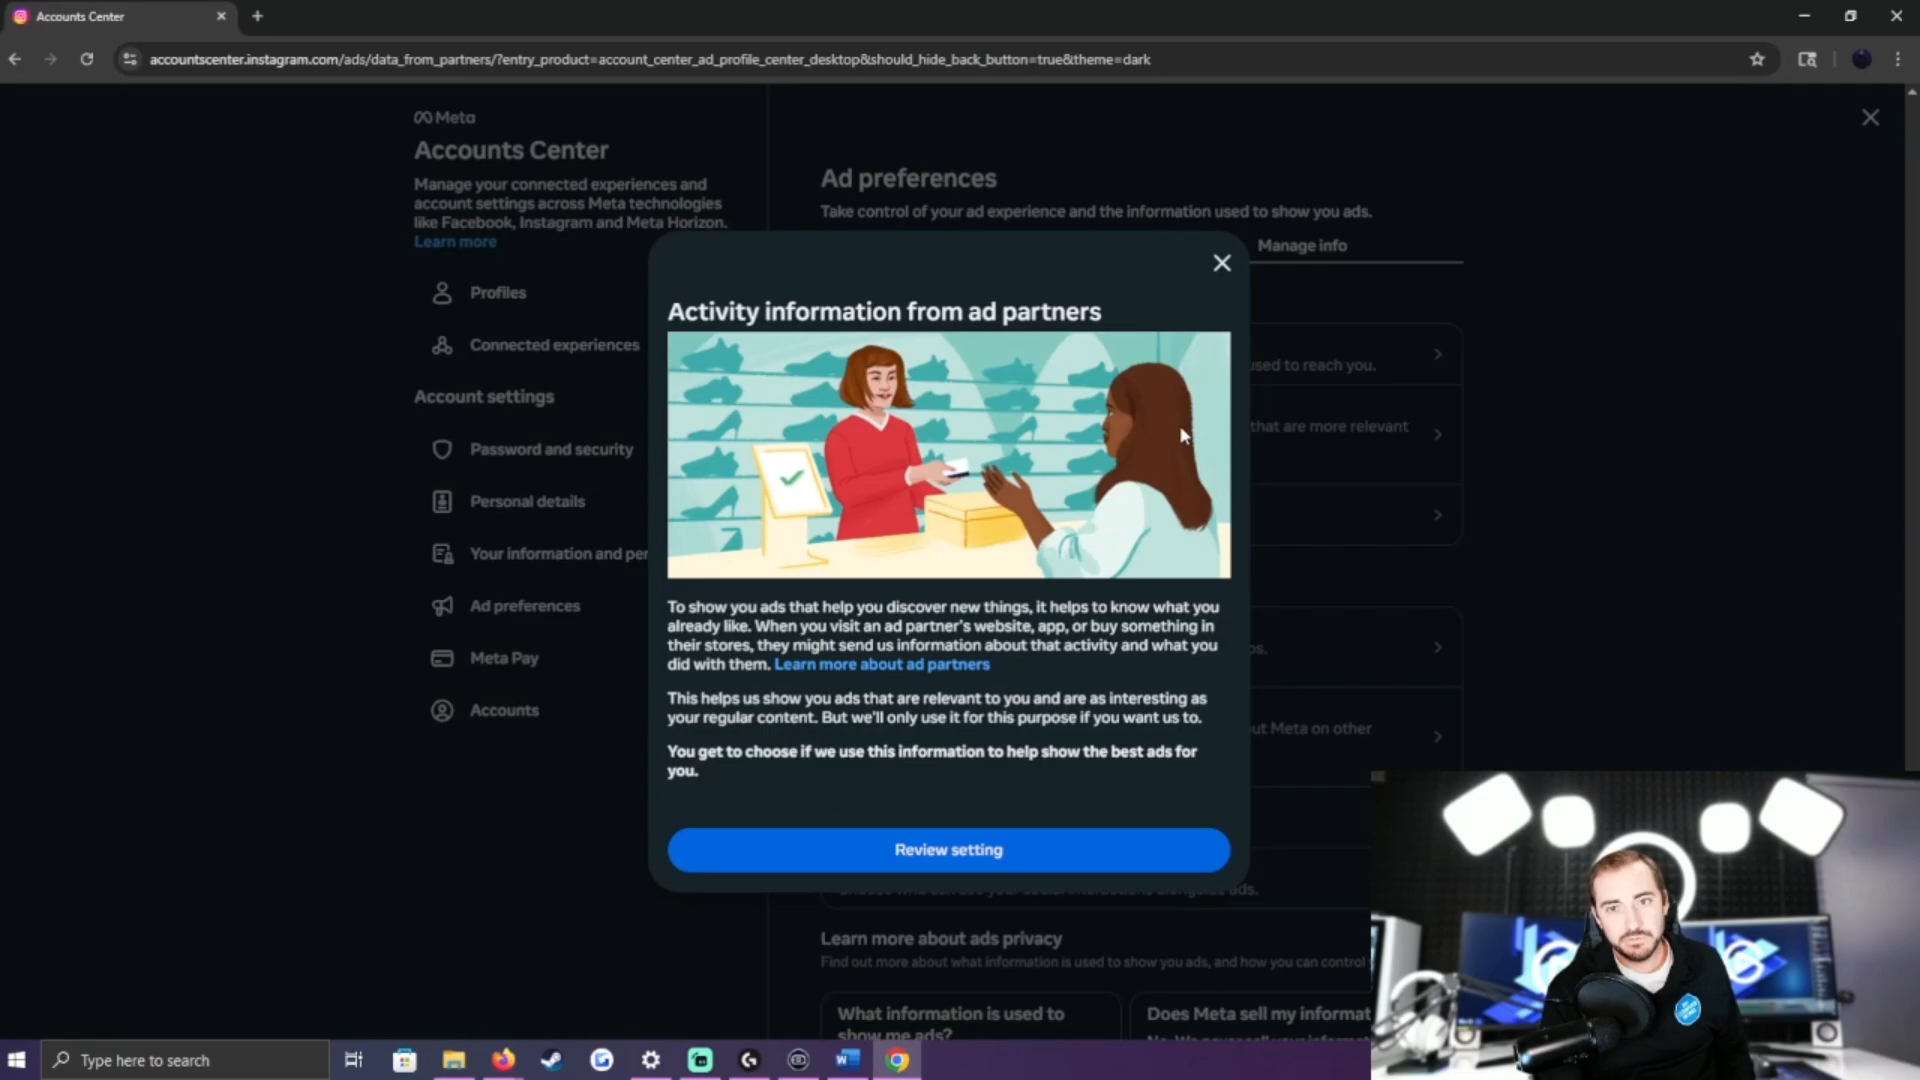 Accounts Center
accountscenter.instagram.com/ads/data_from_partners/?entry_product=account_center_ad_profile_center_desktop&should_hide_back_button=true&theme=dark
Meta
Accounts Center
Manage your connected experiences and
account settings across Meta technologies
like Facebook, Instagram and Meta Horizon.
Learn more
Profiles
Connected experiences
Account settings
Password and security
Personal details
Your information and per
Ad preferences
Meta Pay
Accounts
Ad preferences
Take control of your ad experience and the information used to show you ads.
Manage info
used to reach you.
that are more relevant
out Meta on other
Activity information from ad partners
To show you ads that help you discover new things, it helps to know what you
already like. When you visit an ad partner's website, app, or buy something in
their stores, they might send us information about that activity and what you
did with them. Learn more about ad partners
This helps us show you ads that are relevant to you and are as interesting as
your regular content. But we'll only use it for this purpose if you want us to.
You get to choose if we use this information to help show the best ads for
you.
Review setting
ads.
Learn more about ads privacy
Find out more about what information is used to show you ads, and how you can control
What information is used to
show me ads?
Does Meta sell my informat
Type here to search